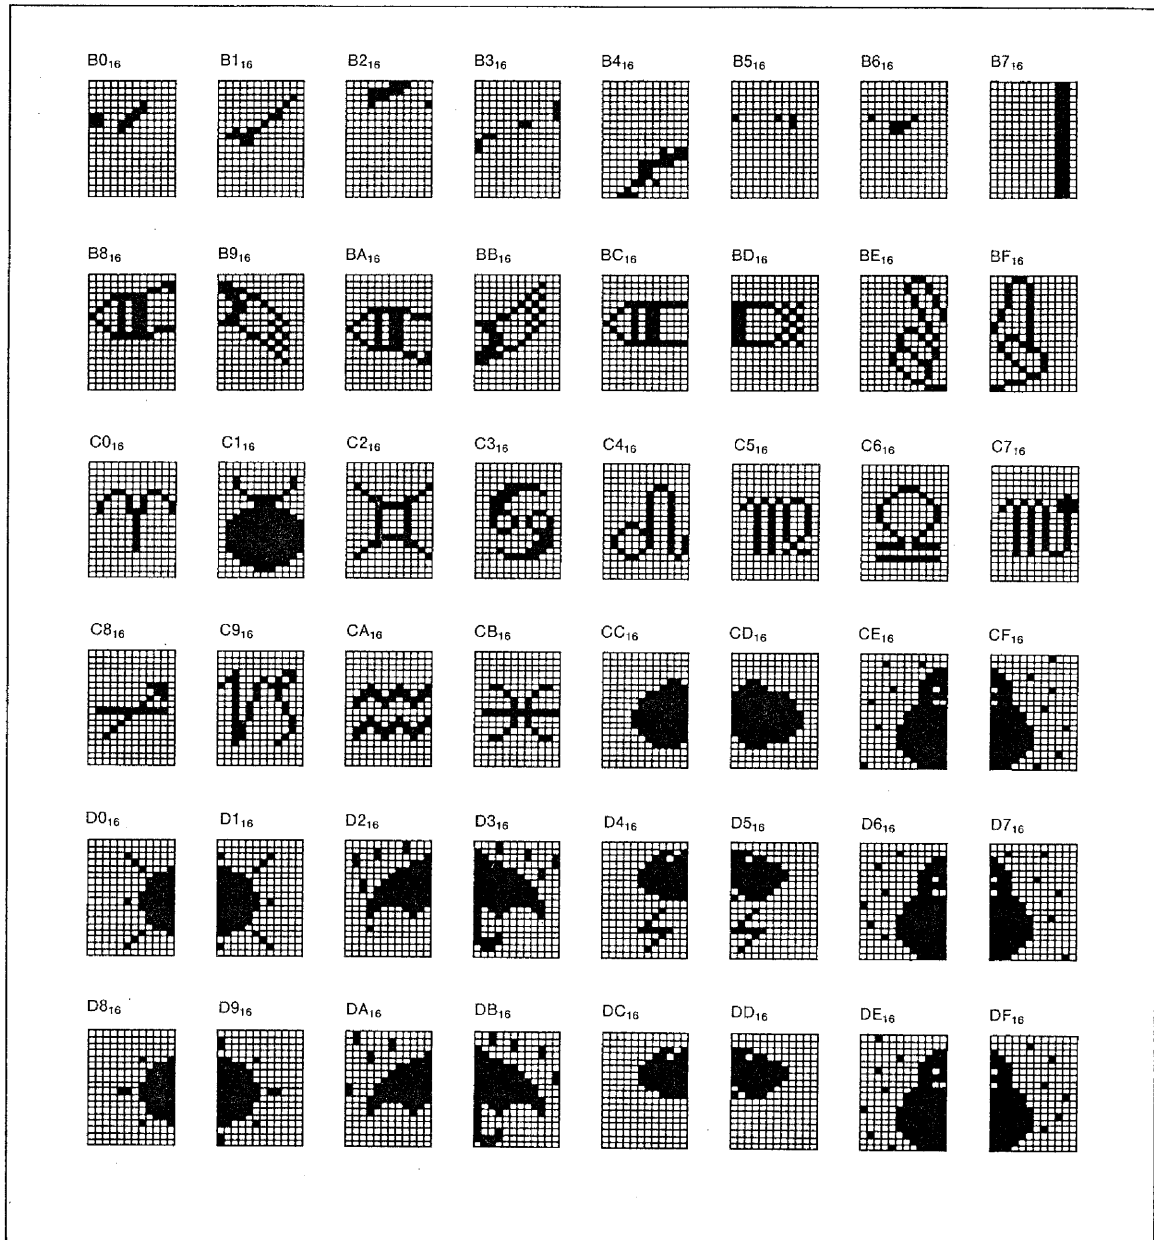 B0₁₆ B1₁₆ B2₁₆ B3₁₆ B4₁₆ B5₁₆ B6₁₆ B7₁₆
B8₁₆ B9₁₆ BA₁₆ BB₁₆ BC₁₆ BD₁₆ BE₁₆ BF₁₆
C0₁₆ C1₁₆ C2₁₆ C3₁₆ C4₁₆ C5₁₆ C6₁₆ C7₁₆
C8₁₆ C9₁₆ CA₁₆ CB₁₆ CC₁₆ CD₁₆ CE₁₆ CF₁₆
D0₁₆ D1₁₆ D2₁₆ D3₁₆ D4₁₆ D5₁₆ D6₁₆ D7₁₆
D8₁₆ D9₁₆ DA₁₆ DB₁₆ DC₁₆ DD₁₆ DE₁₆ DF₁₆